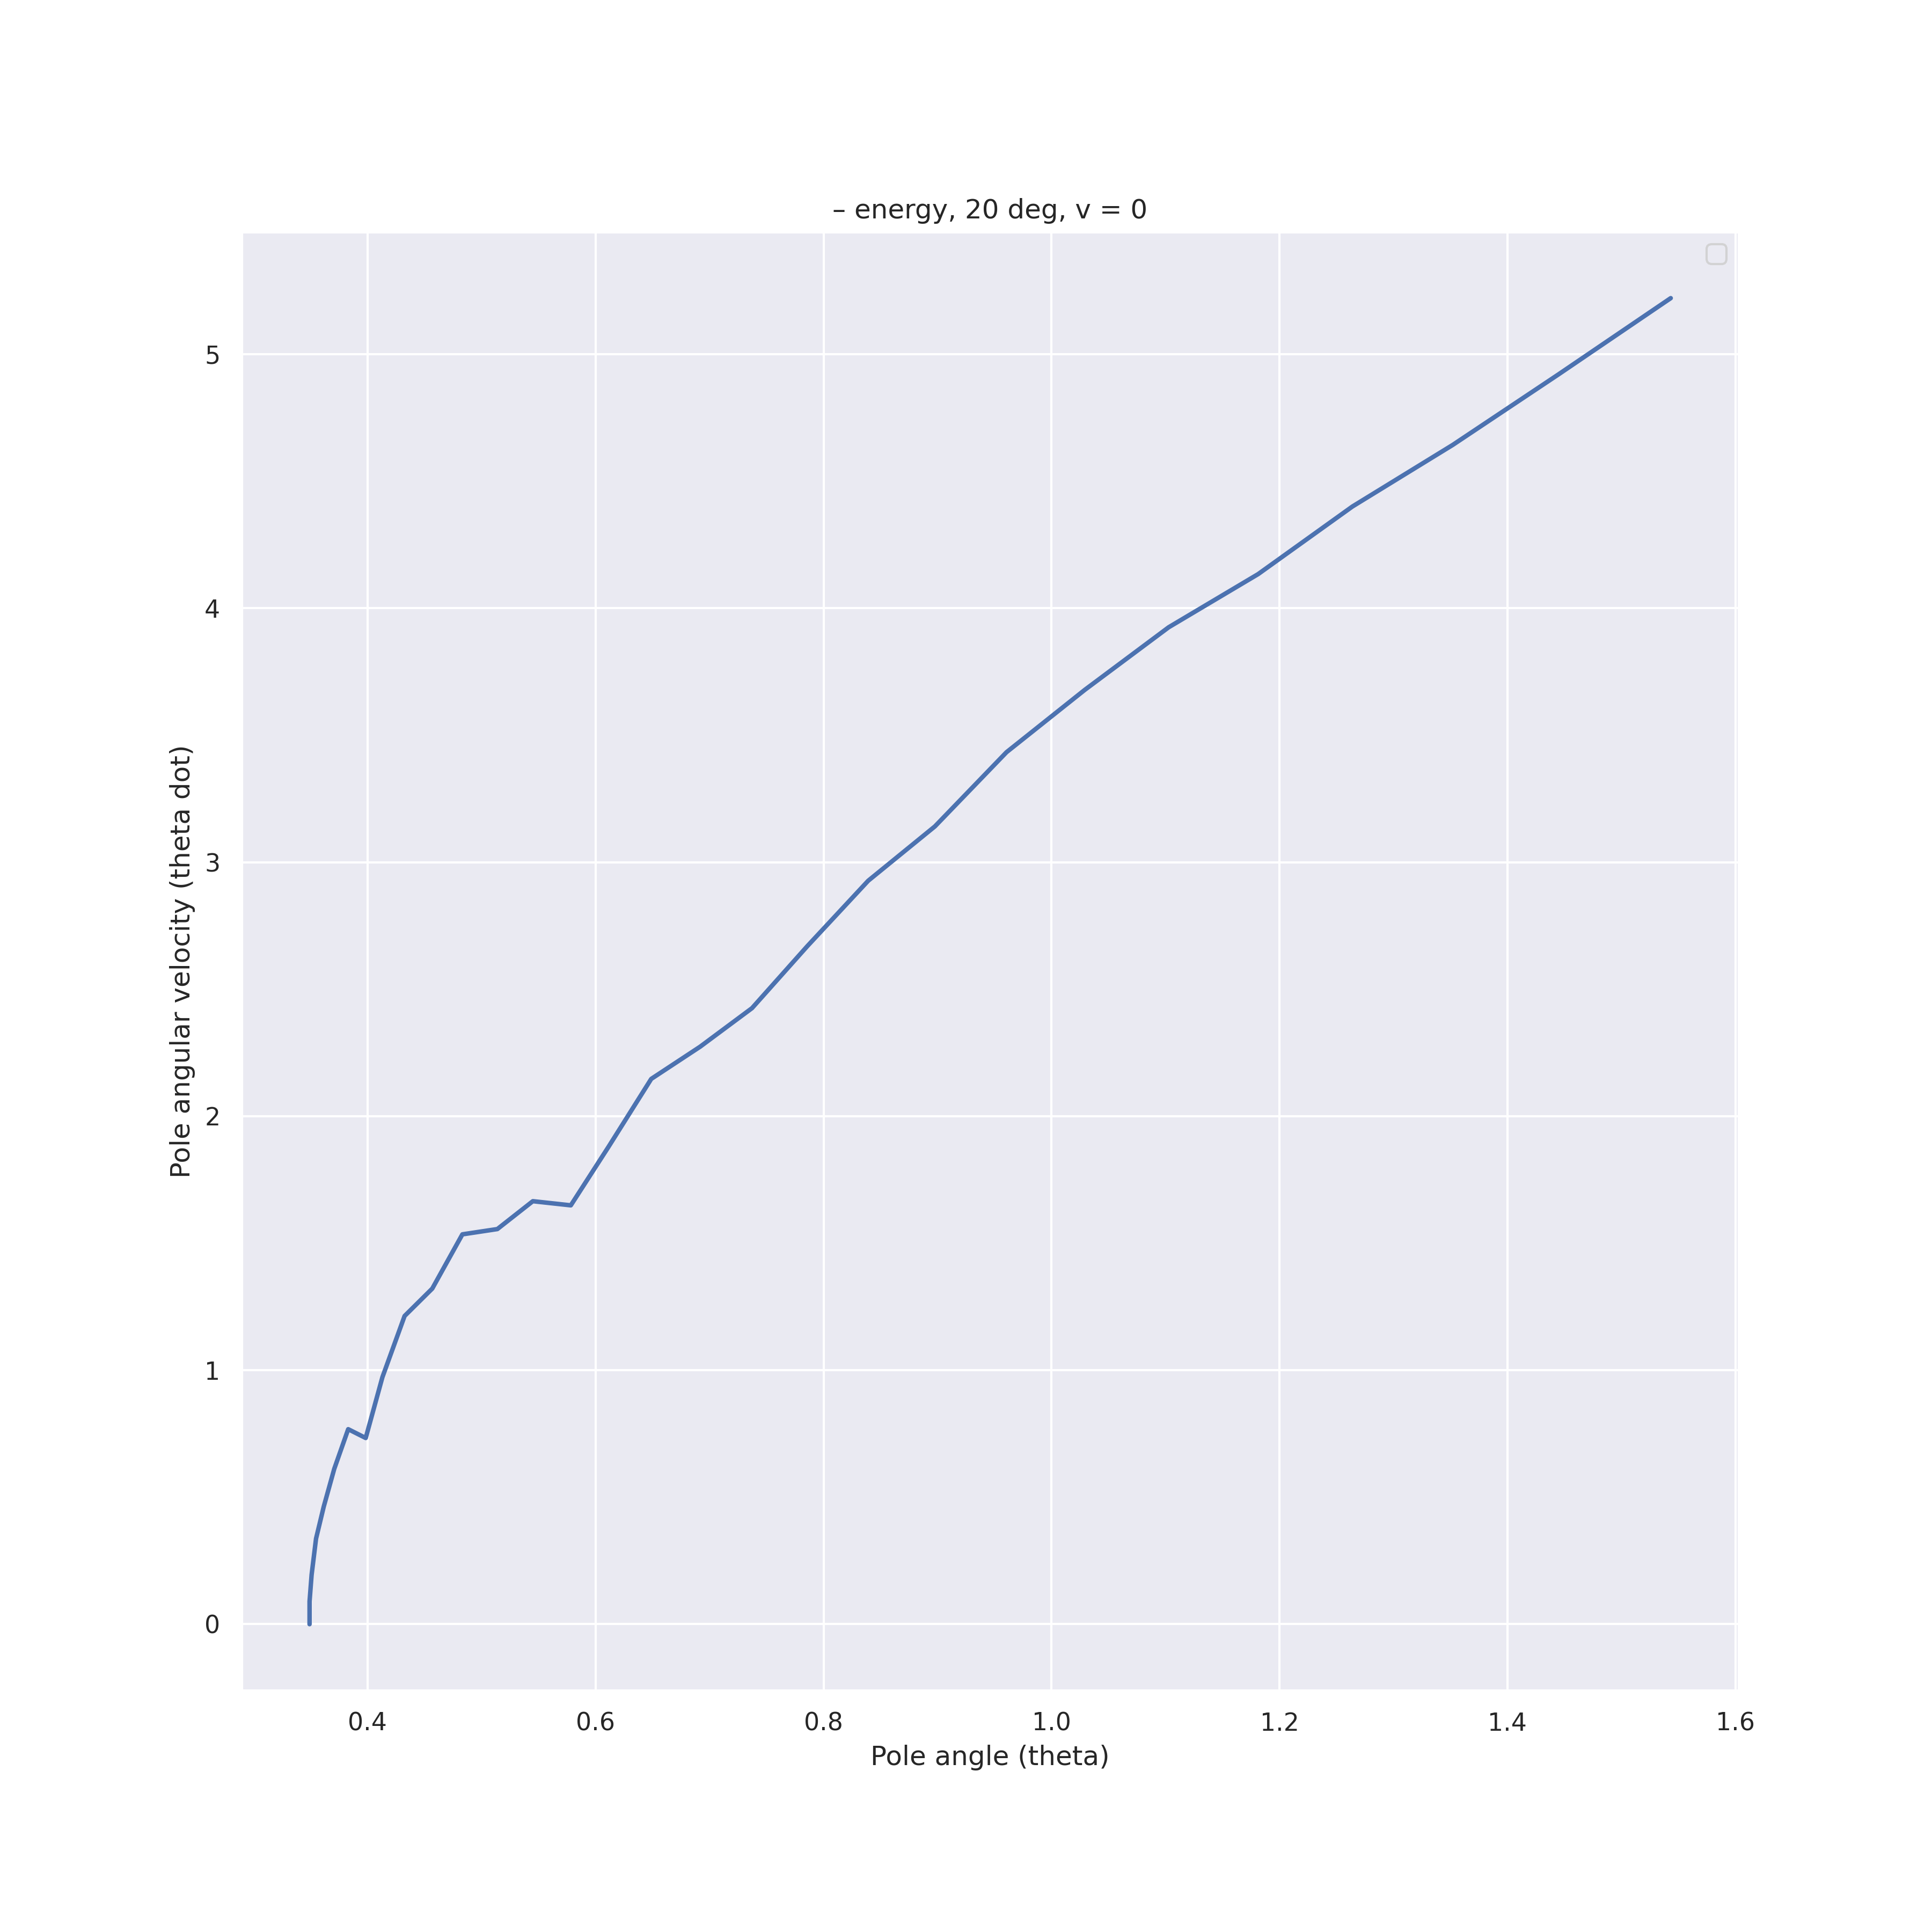 – energy, 20 deg, v = 0
5
4
3
2
1
0
Pole angular velocity (theta dot)
0.4 0.6 0.8 1.0 1.2 1.4 1.6
Pole angle (theta)